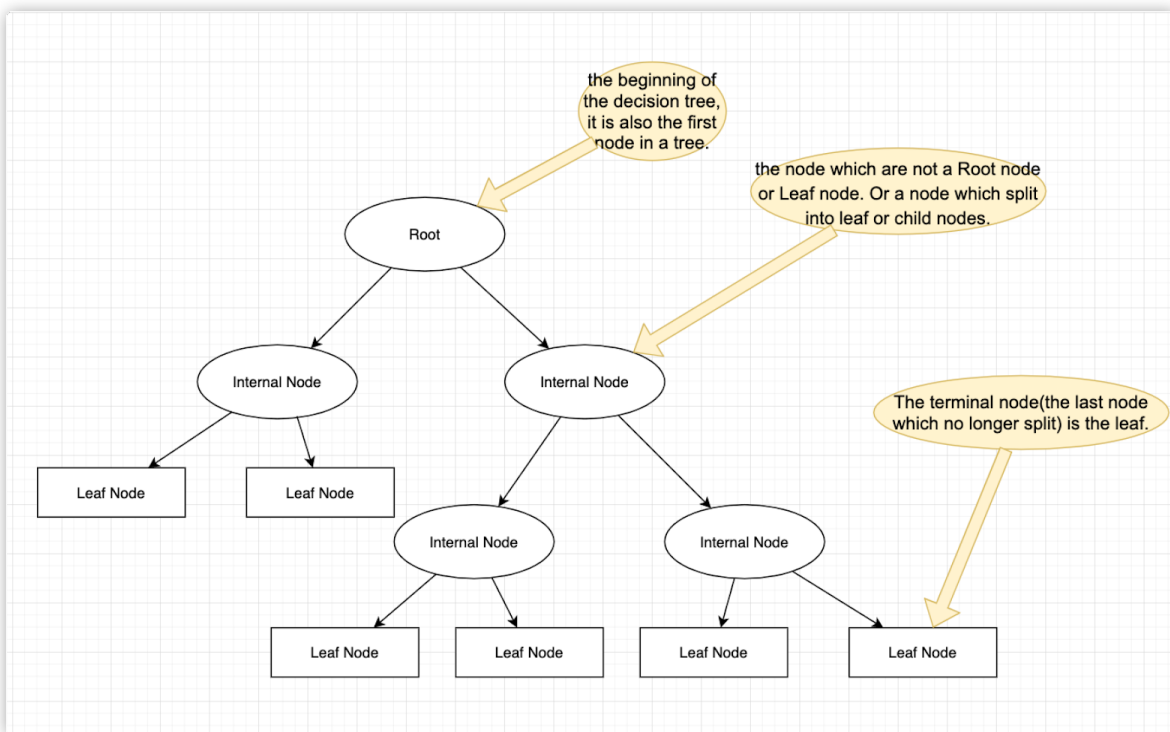 the beginning of
the decision tree,
it is also the first
node in a tree.
the node which are not a Root node
or Leaf node. Or a node which split
into leaf or child nodes.
Root
Internal Node
Internal Node
The terminal node(the last node
which no longer split) is the leaf.
Leaf Node
Leaf Node
Internal Node
Internal Node
Leaf Node
Leaf Node
Leaf Node
Leaf Node